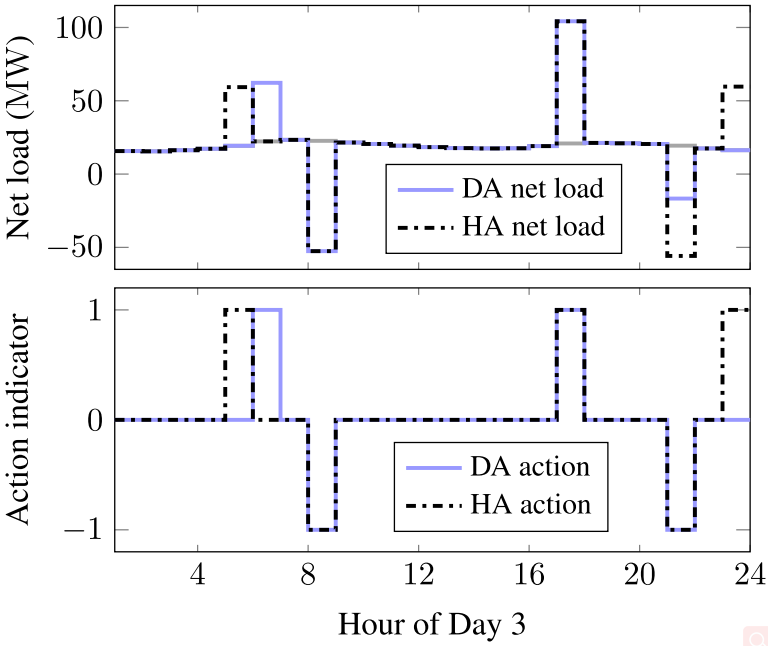 100
50
0
−50
Net load (MW)
DA net load
HA net load
1
0
−1
Action indicator
DA action
HA action
4 8 12 16 20 24
Hour of Day 3